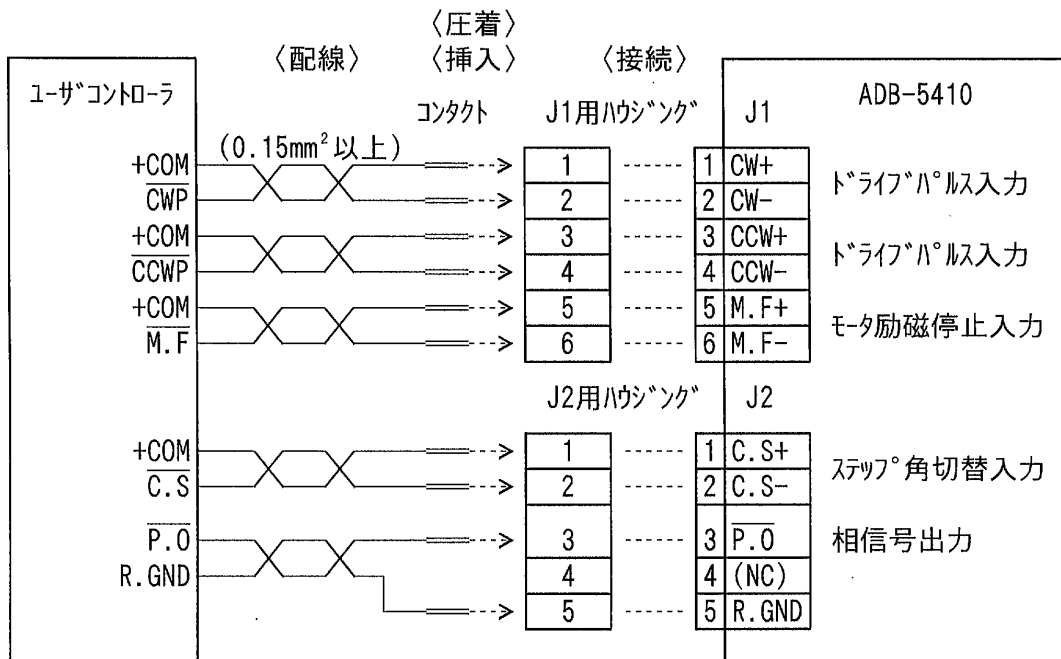 〈圧着〉
〈配線〉 〈挿入〉 〈接続〉
ﾕｰｻﾞｺﾝﾄﾛｰﾗ ADB-5410
ｺﾝﾀｸﾄ J1用ﾊｳｼﾞﾝｸﾞ J1
(0.15mm²以上)
+COM 1 1 CW+
C̅W̅P̅ 2 2 CW-
ﾄﾞﾗｲﾌﾞﾊﾟﾙｽ入力
+COM 3 3 CCW+
C̅C̅W̅P̅ 4 4 CCW-
ﾄﾞﾗｲﾌﾞﾊﾟﾙｽ入力
+COM 5 5 M.F+
M̅.̅F̅ 6 6 M.F-
ﾓｰﾀ励磁停止入力
J2用ﾊｳｼﾞﾝｸﾞ J2
+COM 1 1 C.S+
C̅.̅S̅ 2 2 C.S-
ｽﾃｯﾌﾟ角切替入力
P̅.̅O̅ 3 3 P̅.̅O̅ 相信号出力
R.GND 4 4 (NC)
5 5 R.GND